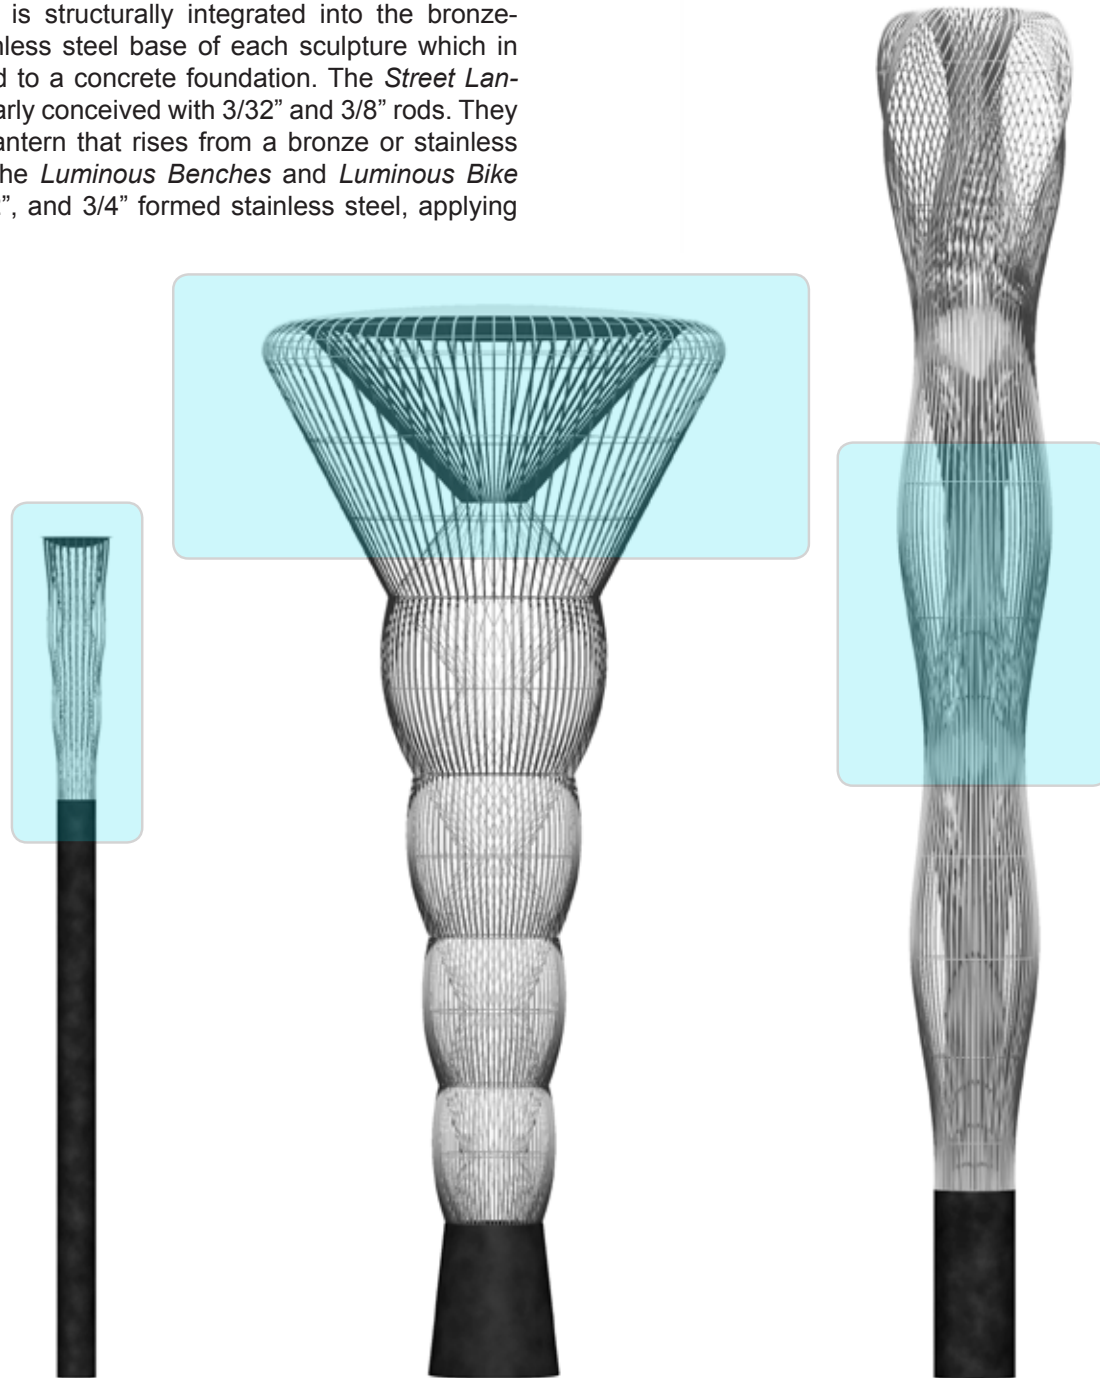 is structurally integrated into the bronze-
nless steel base of each sculpture which in
d to a concrete foundation. The Street Lan-
arly conceived with 3/32” and 3/8” rods. They
antern that rises from a bronze or stainless
he Luminous Benches and Luminous Bike
”, and 3/4” formed stainless steel, applying